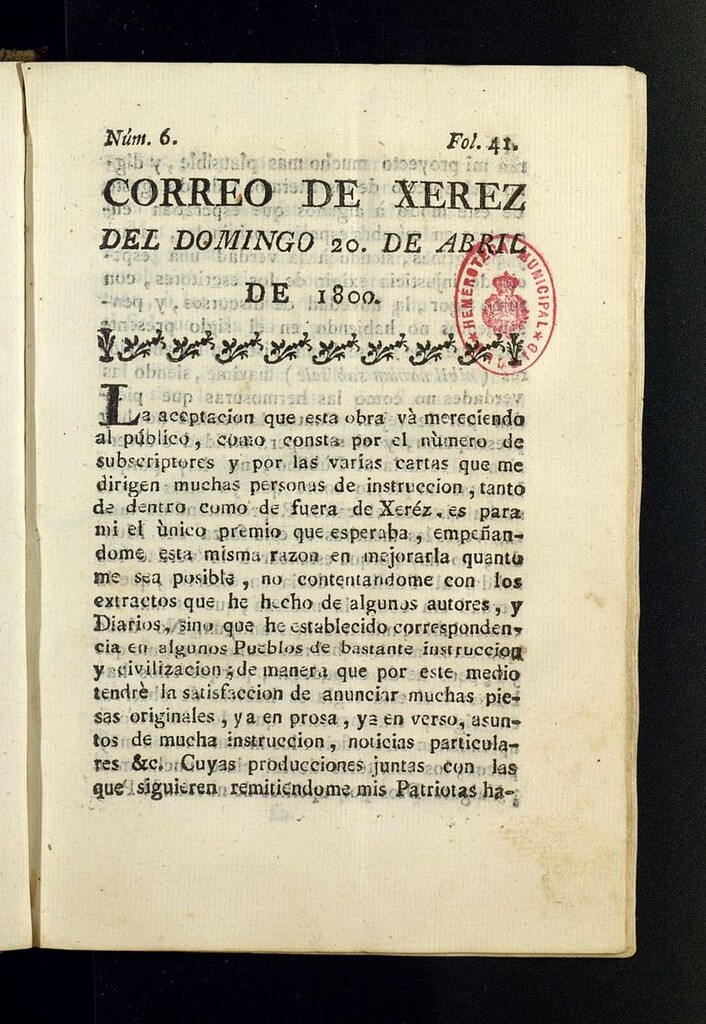 Núm. 6.
Fol. 41.
CORREO DE XEREZ
DEL DOMINGO 20. DE ABRIL
DE 1800.
HEMEROTECA MUNICIPAL
La aceptacion que esta obra và mereciendo
al público, como consta por el nùmero de
subscriptores y por las varias cartas que me
dirigen muchas personas de instruccion, tanto
de dentro como de fuera de Xeréz, es para
mi el ùnico premio que esperaba, empeñan-
dome esta misma razon en mejorarla quanto
me sea posible, no contentandome con los
extractos que he hecho de algunos autores, y
Diarios, sino que he establecido corresponden-
cia en algunos Pueblos de bastante instruccion
y civilizacion; de manera que por este medio
tendrè la satisfaccion de anunciar muchas pie-
sas originales, ya en prosa, ya en verso, asun-
tos de mucha instruccion, noticias particula-
res &c. Cuyas producciones juntas con las
que siguieren remitiendome mis Patriotas ha-